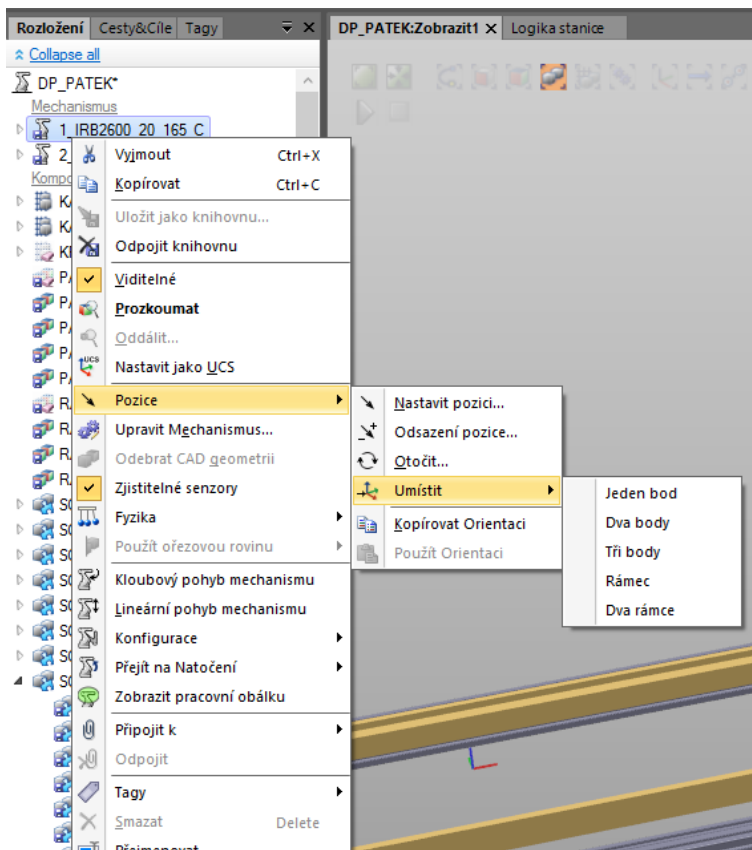 Rozložení Cesty&Cíle Tagy
DP_PATEK:Zobrazit1 Logika stanice
Collapse all
DP_PATEK*
Mechanismus
1_IRB2600_20_165_C
2_
Vyjmout Ctrl+X
Kopírovat Ctrl+C
Uložit jako knihovnu...
Odpojit knihovnu
Viditelné
Prozkoumat
Oddálit...
UCS Nastavit jako UCS
Pozice
Upravit Mechanismus...
Odebrat CAD geometrii
Zjistitelné senzory
Fyzika
Použít ořezovou rovinu
Kloubový pohyb mechanismu
Lineární pohyb mechanismu
Konfigurace
Přejít na Natočení
Zobrazit pracovní obálku
Připojit k
Odpojit
Tagy
Smazat Delete
Přejmenovat
Nastavit pozici...
Odsazení pozice...
Otočit...
Umístit
Kopírovat Orientaci
Použít Orientaci
Jeden bod
Dva body
Tři body
Rámec
Dva rámce